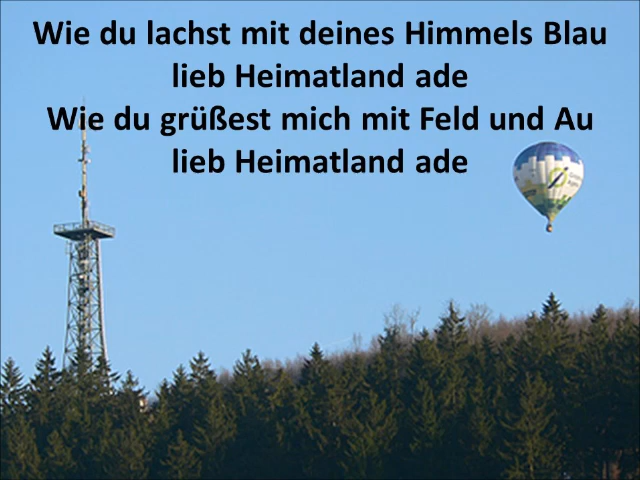 Wie du lachst mit deines Himmels Blau
lieb Heimatland ade
Wie du grüßest mich mit Feld und Au
lieb Heimatland ade